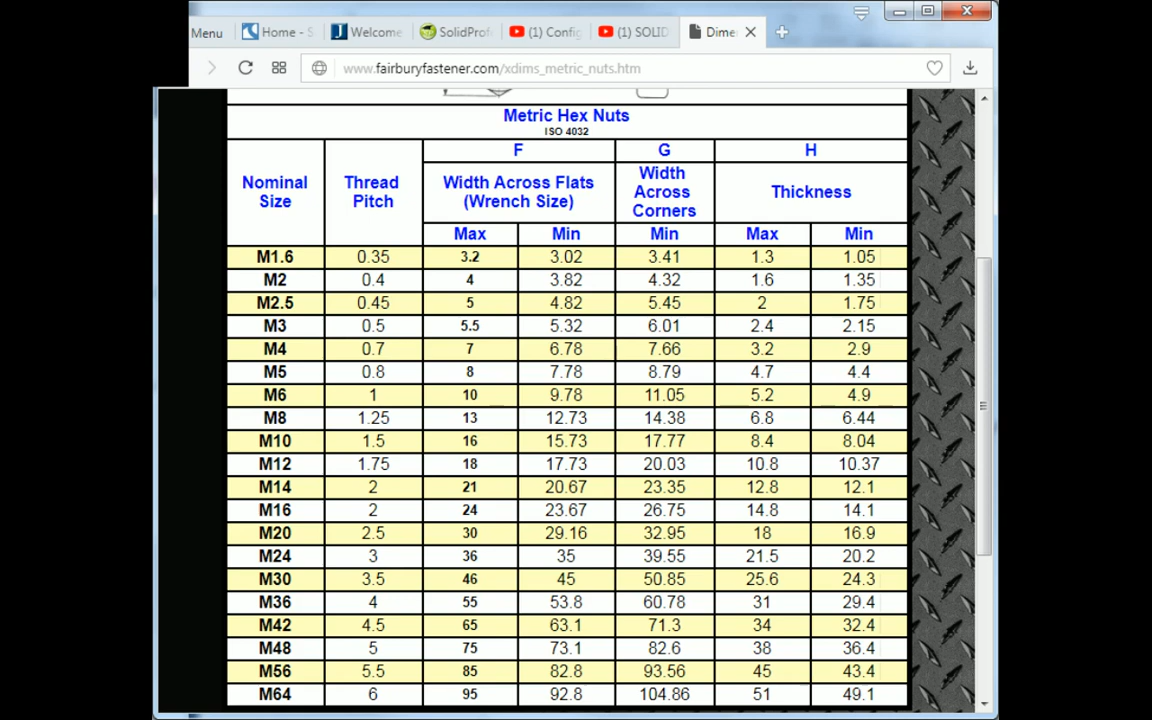 Menu
Home - S
Welcome
SolidProf
(1) Config
(1) SOLID
Dime
www.fairburyfastener.com/xdims_metric_nuts.htm
Metric Hex Nuts
ISO 4032
F G H
Nominal Size Thread Pitch Width Across Flats (Wrench Size) Width Across Corners Thickness
Max Min Min Max Min
M1.6 0.35 3.2 3.02 3.41 1.3 1.05
M2 0.4 4 3.82 4.32 1.6 1.35
M2.5 0.45 5 4.82 5.45 2 1.75
M3 0.5 5.5 5.32 6.01 2.4 2.15
M4 0.7 7 6.78 7.66 3.2 2.9
M5 0.8 8 7.78 8.79 4.7 4.4
M6 1 10 9.78 11.05 5.2 4.9
M8 1.25 13 12.73 14.38 6.8 6.44
M10 1.5 16 15.73 17.77 8.4 8.04
M12 1.75 18 17.73 20.03 10.8 10.37
M14 2 21 20.67 23.35 12.8 12.1
M16 2 24 23.67 26.75 14.8 14.1
M20 2.5 30 29.16 32.95 18 16.9
M24 3 36 35 39.55 21.5 20.2
M30 3.5 46 45 50.85 25.6 24.3
M36 4 55 53.8 60.78 31 29.4
M42 4.5 65 63.1 71.3 34 32.4
M48 5 75 73.1 82.6 38 36.4
M56 5.5 85 82.8 93.56 45 43.4
M64 6 95 92.8 104.86 51 49.1